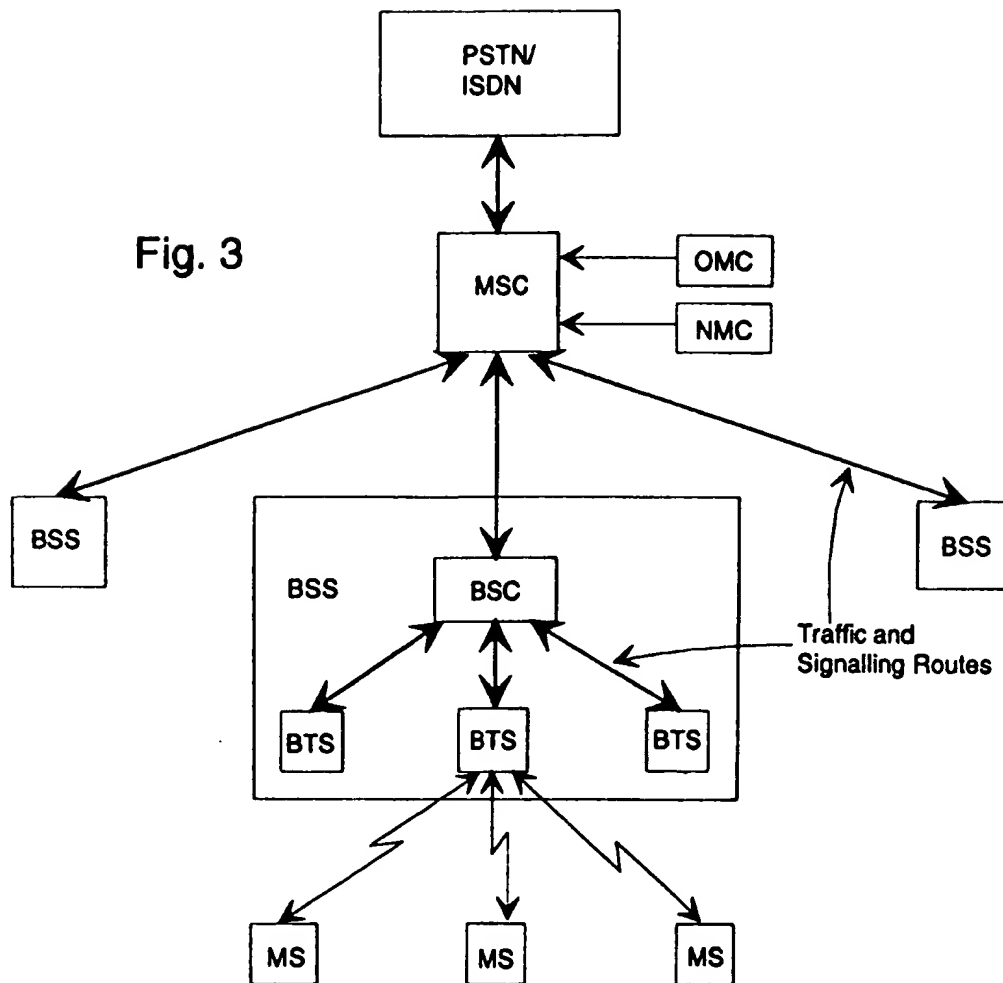 PSTN/
ISDN
Fig. 3
MSC
OMC
NMC
BSS
BSS
BSC
BSS
Traffic and
Signalling Routes
BTS
BTS
BTS
MS
MS
MS